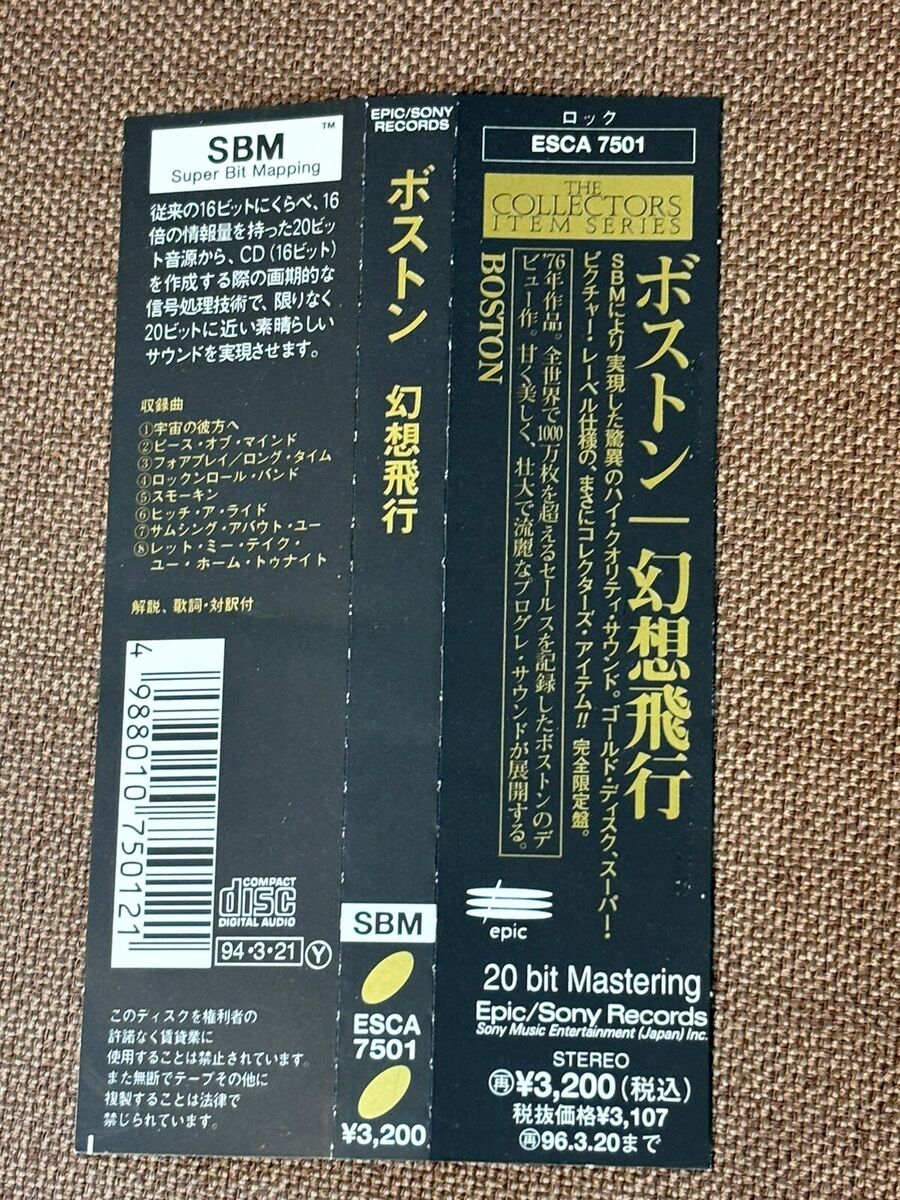 SBM
™
Super Bit Mapping
従来の16ビットにくらべ、16
倍の情報量を持った20ビッ
ト音源から、CD(16ビット)
を作成する際の画期的な
信号処理技術で、限りなく
20ビットに近い素晴らしい
サウンドを実現させます。
収録曲
①宇宙の彼方へ
②ピース・オブ・マインド
③フォアプレイ/ロング・タイム
④ロックンロール・バンド
⑤スモーキン
⑥ヒッチ・ア・ライド
⑦サムシング・アバウト・ユー
⑧レット・ミー・テイク・
ユー・ホーム・トゥナイト
解説、歌詞・対訳付
4 988010 750121
COMPACT
disc
DIGITAL AUDIO
94・3・21 Y
このディスクを権利者の
許諾なく賃貸業に
使用することは禁止されています。
また無断でテープその他に
複製することは法律で
禁じられています。
EPIC/SONY
RECORDS
ボストン 幻想飛行
SBM
ESCA
7501
¥3,200
ロック
ESCA 7501
THE
COLLECTORS
ITEM SERIES
ボストン|幻想飛行
SBMにより実現した驚異のハイ・クオリティ・サウンド。ゴールド・ディスク、スーパー・
ピクチャー・レーベル仕様の、まさにコレクターズ・アイテム!! 完全限定盤。
'76年作品。全世界で1000万枚を超えるセールスを記録したボストンのデ
ビュー作。甘く美しく、壮大で流麗なプログレ・サウンドが展開する。
BOSTON
epic
20 bit Mastering
Epic/Sony Records
Sony Music Entertainment (Japan) Inc.
STEREO
再¥3,200(税込)
税抜価格¥3,107
再96.3.20まで